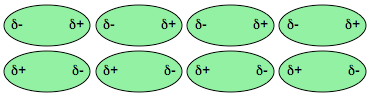 δ- δ+ δ- δ+ δ- δ+ δ- δ+
δ+ δ- δ+ δ- δ+ δ- δ+ δ-